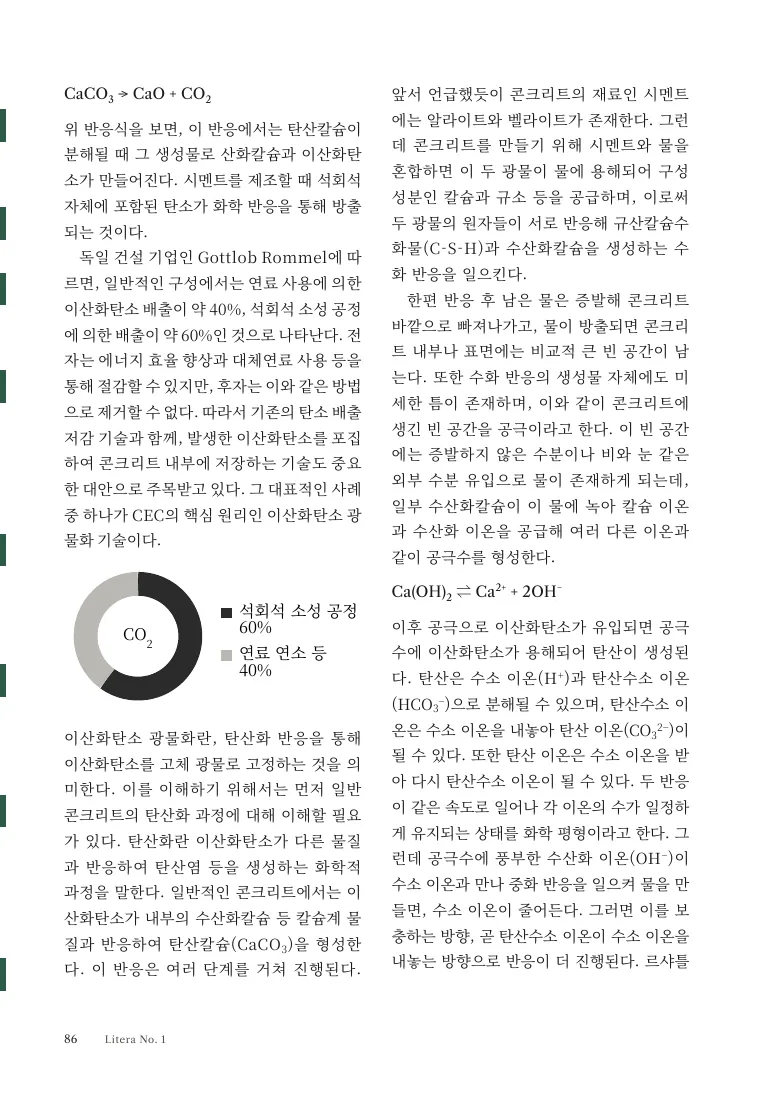 CaCO₃ → CaO + CO₂
위 반응식을 보면, 이 반응에서는 탄산칼슘이
분해될 때 그 생성물로 산화칼슘과 이산화탄
소가 만들어진다. 시멘트를 제조할 때 석회석
자체에 포함된 탄소가 화학 반응을 통해 방출
되는 것이다.
독일 건설 기업인 Gottlob Rommel에 따
르면, 일반적인 구성에서는 연료 사용에 의한
이산화탄소 배출이 약 40%, 석회석 소성 공정
에 의한 배출이 약 60%인 것으로 나타난다. 전
자는 에너지 효율 향상과 대체연료 사용 등을
통해 절감할 수 있지만, 후자는 이와 같은 방법
으로 제거할 수 없다. 따라서 기존의 탄소 배출
저감 기술과 함께, 발생한 이산화탄소를 포집
하여 콘크리트 내부에 저장하는 기술도 중요
한 대안으로 주목받고 있다. 그 대표적인 사례
중 하나가 CEC의 핵심 원리인 이산화탄소 광
물화 기술이다.
CO₂
석회석 소성 공정
60%
연료 연소 등
40%
이산화탄소 광물화란, 탄산화 반응을 통해
이산화탄소를 고체 광물로 고정하는 것을 의
미한다. 이를 이해하기 위해서는 먼저 일반
콘크리트의 탄산화 과정에 대해 이해할 필요
가 있다. 탄산화란 이산화탄소가 다른 물질
과 반응하여 탄산염 등을 생성하는 화학적
과정을 말한다. 일반적인 콘크리트에서는 이
산화탄소가 내부의 수산화칼슘 등 칼슘계 물
질과 반응하여 탄산칼슘(CaCO₃)을 형성한
다. 이 반응은 여러 단계를 거쳐 진행된다.
앞서 언급했듯이 콘크리트의 재료인 시멘트
에는 알라이트와 벨라이트가 존재한다. 그런
데 콘크리트를 만들기 위해 시멘트와 물을
혼합하면 이 두 광물이 물에 용해되어 구성
성분인 칼슘과 규소 등을 공급하며, 이로써
두 광물의 원자들이 서로 반응해 규산칼슘수
화물(C-S-H)과 수산화칼슘을 생성하는 수
화 반응을 일으킨다.
한편 반응 후 남은 물은 증발해 콘크리트
바깥으로 빠져나가고, 물이 방출되면 콘크리
트 내부나 표면에는 비교적 큰 빈 공간이 남
는다. 또한 수화 반응의 생성물 자체에도 미
세한 틈이 존재하며, 이와 같이 콘크리트에
생긴 빈 공간을 공극이라고 한다. 이 빈 공간
에는 증발하지 않은 수분이나 비와 눈 같은
외부 수분 유입으로 물이 존재하게 되는데,
일부 수산화칼슘이 이 물에 녹아 칼슘 이온
과 수산화 이온을 공급해 여러 다른 이온과
같이 공극수를 형성한다.
Ca(OH)₂ ⇌ Ca²⁺ + 2OH⁻
이후 공극으로 이산화탄소가 유입되면 공극
수에 이산화탄소가 용해되어 탄산이 생성된
다. 탄산은 수소 이온(H⁺)과 탄산수소 이온
(HCO₃⁻)으로 분해될 수 있으며, 탄산수소 이
온은 수소 이온을 내놓아 탄산 이온(CO₃²⁻)이
될 수 있다. 또한 탄산 이온은 수소 이온을 받
아 다시 탄산수소 이온이 될 수 있다. 두 반응
이 같은 속도로 일어나 각 이온의 수가 일정하
게 유지되는 상태를 화학 평형이라고 한다. 그
런데 공극수에 풍부한 수산화 이온(OH⁻)이
수소 이온과 만나 중화 반응을 일으켜 물을 만
들면, 수소 이온이 줄어든다. 그러면 이를 보
충하는 방향, 곧 탄산수소 이온이 수소 이온을
내놓는 방향으로 반응이 더 진행된다. 르샤틀
86 Litera No. 1